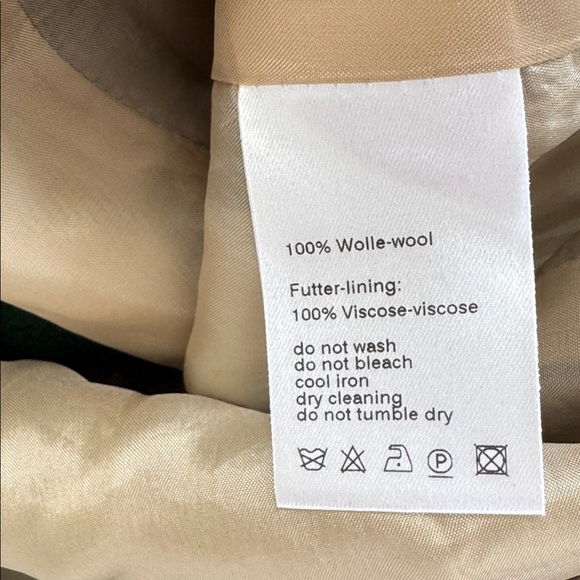 100% Wolle-wool
Futter-lining:
100% Viscose-viscose
do not wash
do not bleach
cool iron
dry cleaning
do not tumble dry
P